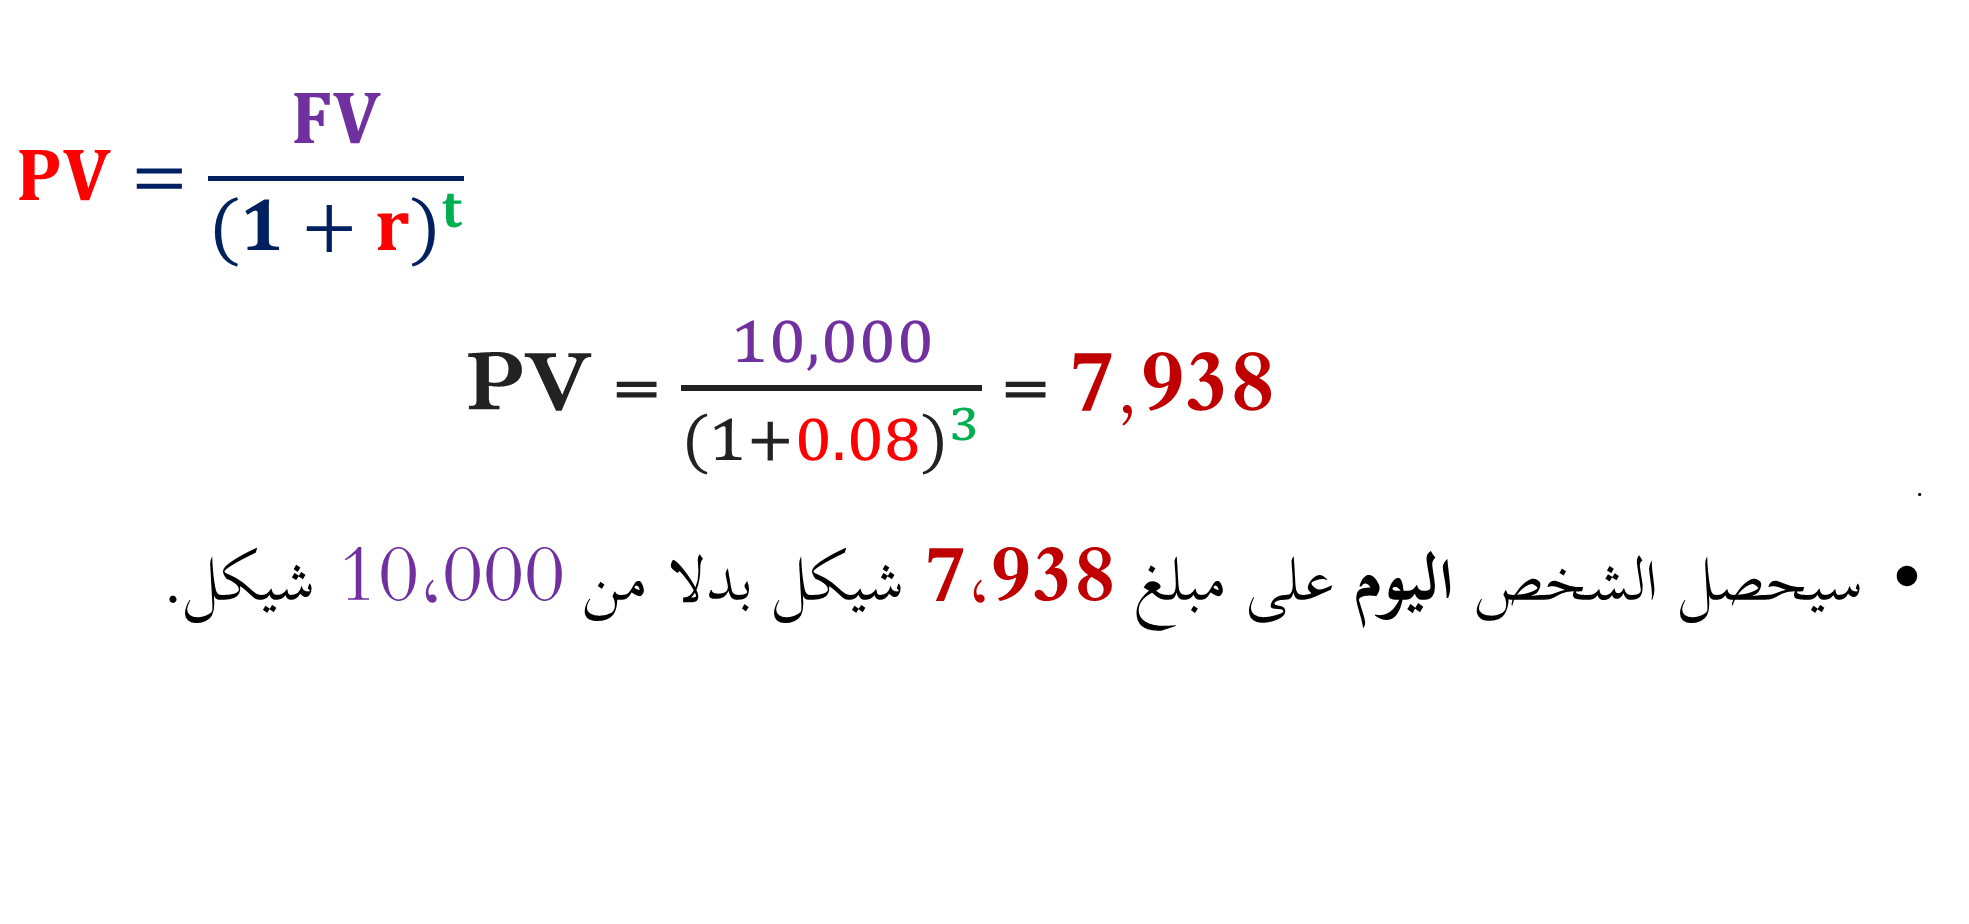 PV = FV / (1 + r)^t
PV = 10,000 / (1+0.08)^3 = 7,938
.
• سيحصل الشخص اليوم على مبلغ 7،938 شيكل بدلا من 10،000 شيكل.